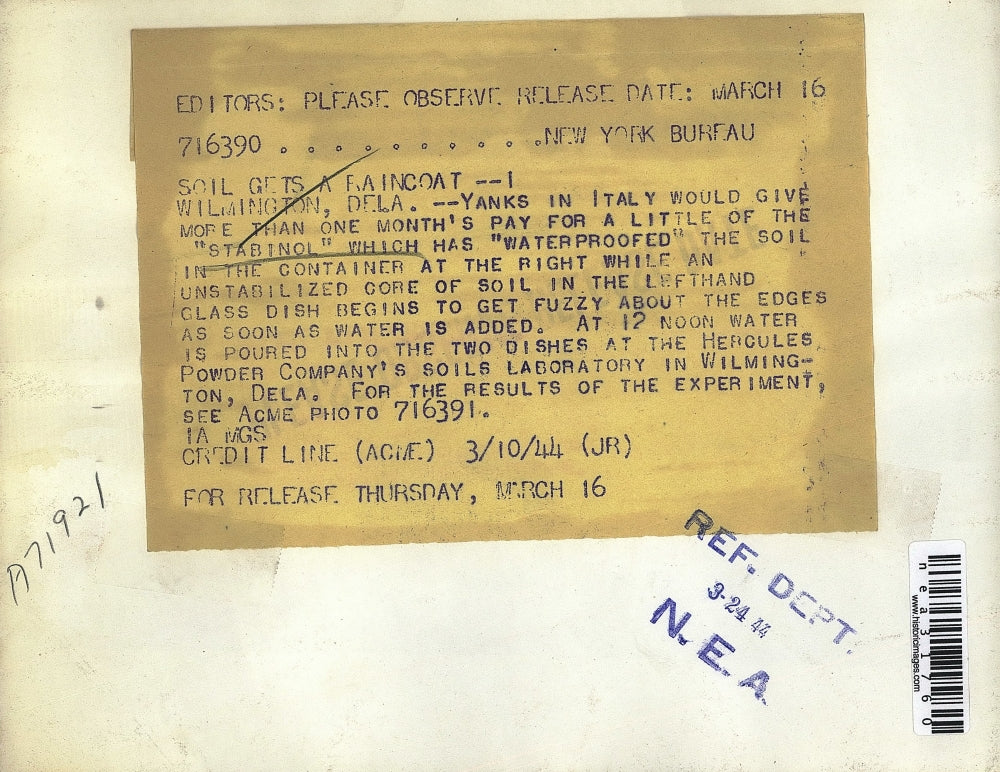 EDITORS: PLEASE OBSERVE RELEASE DATE: MARCH 16
716390 . . . . . . . . . . .NEW YORK BUREAU
SOIL GETS A RAINCOAT --1
WILMINGTON, DELA. --YANKS IN ITALY WOULD GIVE
MORE THAN ONE MONTH'S PAY FOR A LITTLE OF THE
"STABINOL" WHICH HAS "WATERPROOFED" THE SOIL
IN THE CONTAINER AT THE RIGHT WHILE AN
UNSTABILIZED CORE OF SOIL IN THE LEFTHAND
GLASS DISH BEGINS TO GET FUZZY ABOUT THE EDGES
AS SOON AS WATER IS ADDED. AT 12 NOON WATER
IS POURED INTO THE TWO DISHES AT THE HERCULES
POWDER COMPANY'S SOILS LABORATORY IN WILMING-
TON, DELA. FOR THE RESULTS OF THE EXPERIMENT,
SEE ACME PHOTO 716391.
IA MGS
CREDIT LINE (ACME) 3/10/44 (JR)
FOR RELEASE THURSDAY, MARCH 16
A71921
REF. DEPT.
3-24 44
N.E.A.
nea31760
www.historicimages.com